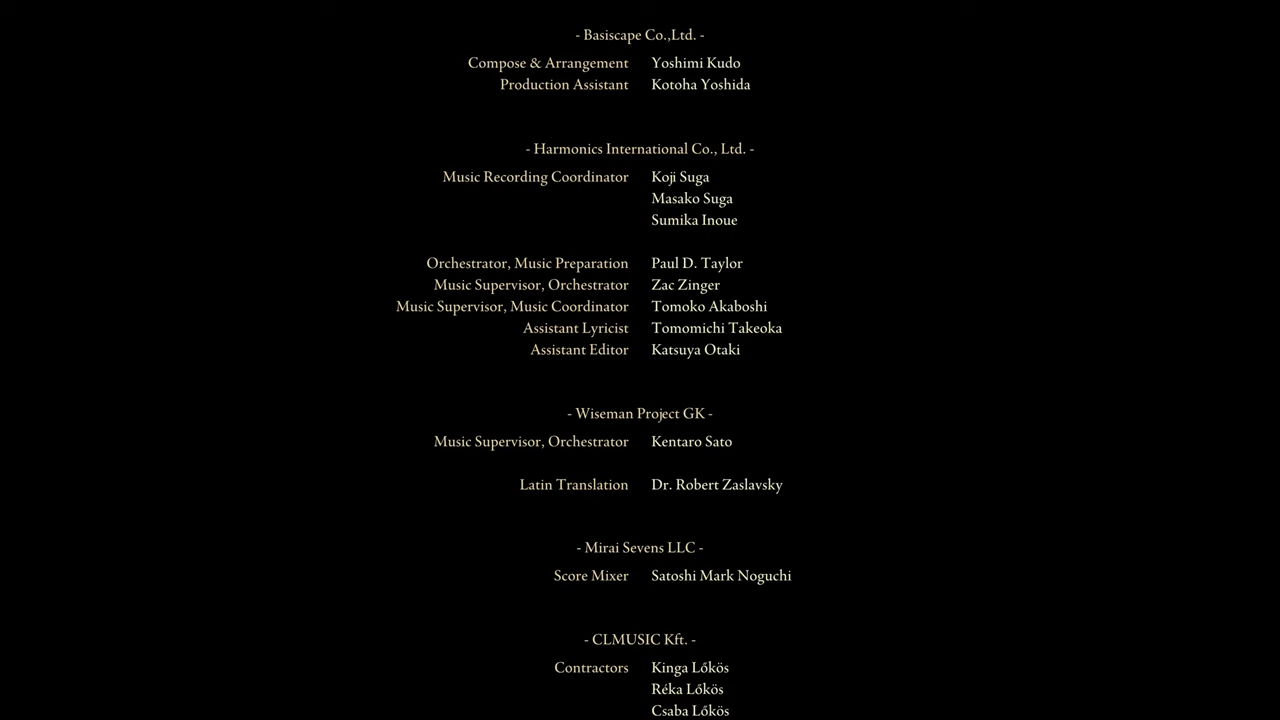 - Basiscape Co.,Ltd. -
Compose & Arrangement Yoshimi Kudo
Production Assistant Kotoha Yoshida
- Harmonics International Co., Ltd. -
Music Recording Coordinator Koji Suga
Masako Suga
Sumika Inoue
Orchestrator, Music Preparation Paul D. Taylor
Music Supervisor, Orchestrator Zac Zinger
Music Supervisor, Music Coordinator Tomoko Akaboshi
Assistant Lyricist Tomomichi Takeoka
Assistant Editor Katsuya Otaki
- Wiseman Project GK -
Music Supervisor, Orchestrator Kentaro Sato
Latin Translation Dr. Robert Zaslavsky
- Mirai Sevens LLC -
Score Mixer Satoshi Mark Noguchi
- CLMUSIC Kft. -
Contractors Kinga Lőkös
Réka Lőkös
Csaba Lőkös